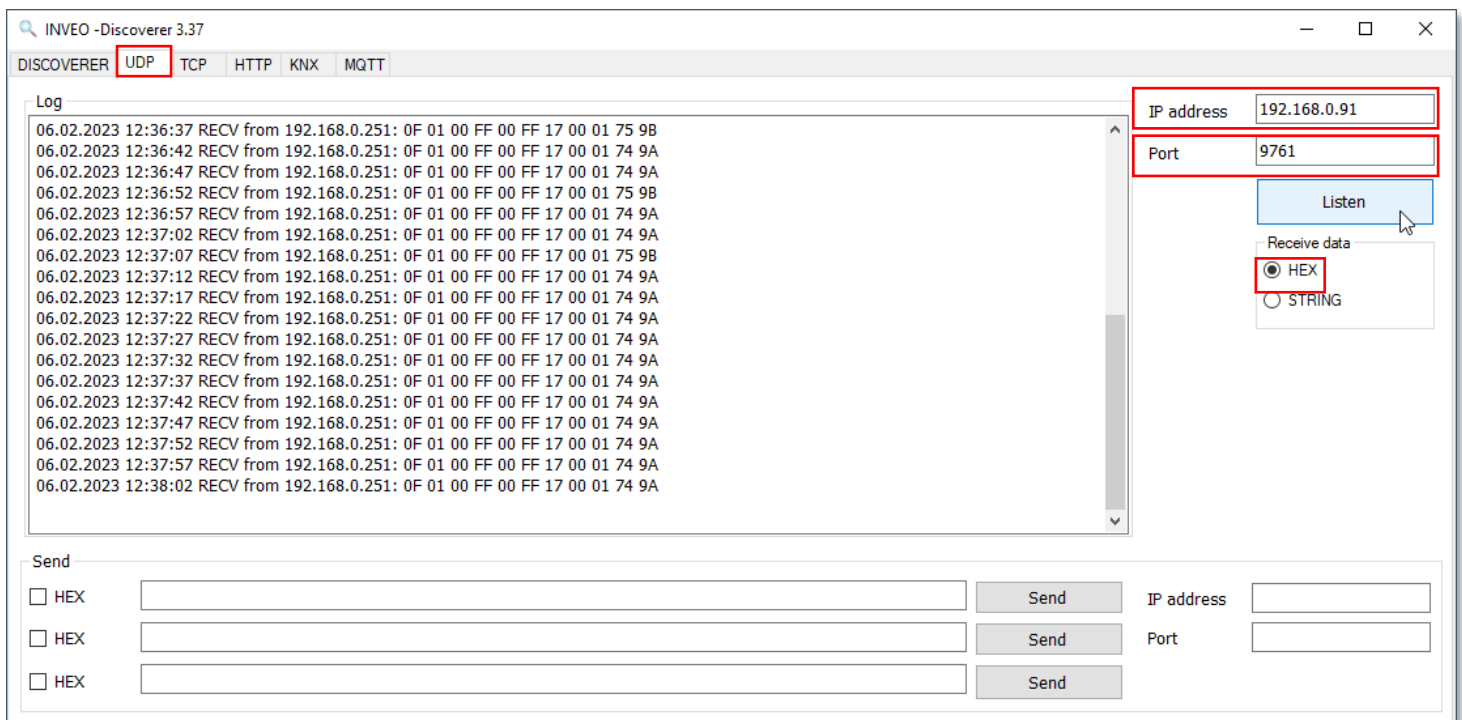 INVEO -Discoverer 3.37
DISCOVERER UDP TCP HTTP KNX MQTT
Log
06.02.2023 12:36:37 RECV from 192.168.0.251: 0F 01 00 FF 00 FF 17 00 01 75 9B
06.02.2023 12:36:42 RECV from 192.168.0.251: 0F 01 00 FF 00 FF 17 00 01 74 9A
06.02.2023 12:36:47 RECV from 192.168.0.251: 0F 01 00 FF 00 FF 17 00 01 74 9A
06.02.2023 12:36:52 RECV from 192.168.0.251: 0F 01 00 FF 00 FF 17 00 01 75 9B
06.02.2023 12:36:57 RECV from 192.168.0.251: 0F 01 00 FF 00 FF 17 00 01 74 9A
06.02.2023 12:37:02 RECV from 192.168.0.251: 0F 01 00 FF 00 FF 17 00 01 74 9A
06.02.2023 12:37:07 RECV from 192.168.0.251: 0F 01 00 FF 00 FF 17 00 01 75 9B
06.02.2023 12:37:12 RECV from 192.168.0.251: 0F 01 00 FF 00 FF 17 00 01 74 9A
06.02.2023 12:37:17 RECV from 192.168.0.251: 0F 01 00 FF 00 FF 17 00 01 74 9A
06.02.2023 12:37:22 RECV from 192.168.0.251: 0F 01 00 FF 00 FF 17 00 01 74 9A
06.02.2023 12:37:27 RECV from 192.168.0.251: 0F 01 00 FF 00 FF 17 00 01 74 9A
06.02.2023 12:37:32 RECV from 192.168.0.251: 0F 01 00 FF 00 FF 17 00 01 74 9A
06.02.2023 12:37:37 RECV from 192.168.0.251: 0F 01 00 FF 00 FF 17 00 01 74 9A
06.02.2023 12:37:42 RECV from 192.168.0.251: 0F 01 00 FF 00 FF 17 00 01 74 9A
06.02.2023 12:37:47 RECV from 192.168.0.251: 0F 01 00 FF 00 FF 17 00 01 74 9A
06.02.2023 12:37:52 RECV from 192.168.0.251: 0F 01 00 FF 00 FF 17 00 01 74 9A
06.02.2023 12:37:57 RECV from 192.168.0.251: 0F 01 00 FF 00 FF 17 00 01 74 9A
06.02.2023 12:38:02 RECV from 192.168.0.251: 0F 01 00 FF 00 FF 17 00 01 74 9A
IP address 192.168.0.91
Port 9761
Listen
Receive data
HEX
STRING
Send
HEX Send IP address
HEX Send Port
HEX Send